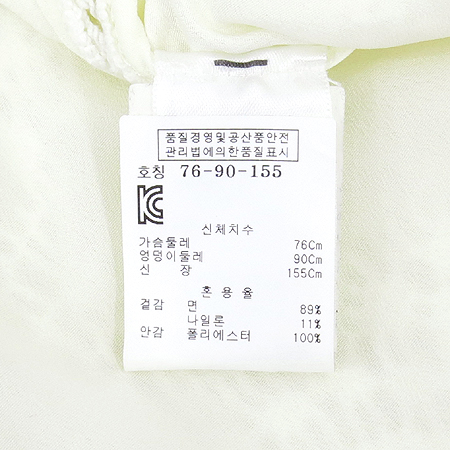 품질경영및공산품안전
관리법에의한품질표시
호칭 76-90-155
신체치수
가슴둘레 76Cm
엉덩이둘레 90Cm
신 장 155Cm
혼용율
겉감 면 89%
나일론 11%
안감 폴리에스터 100%